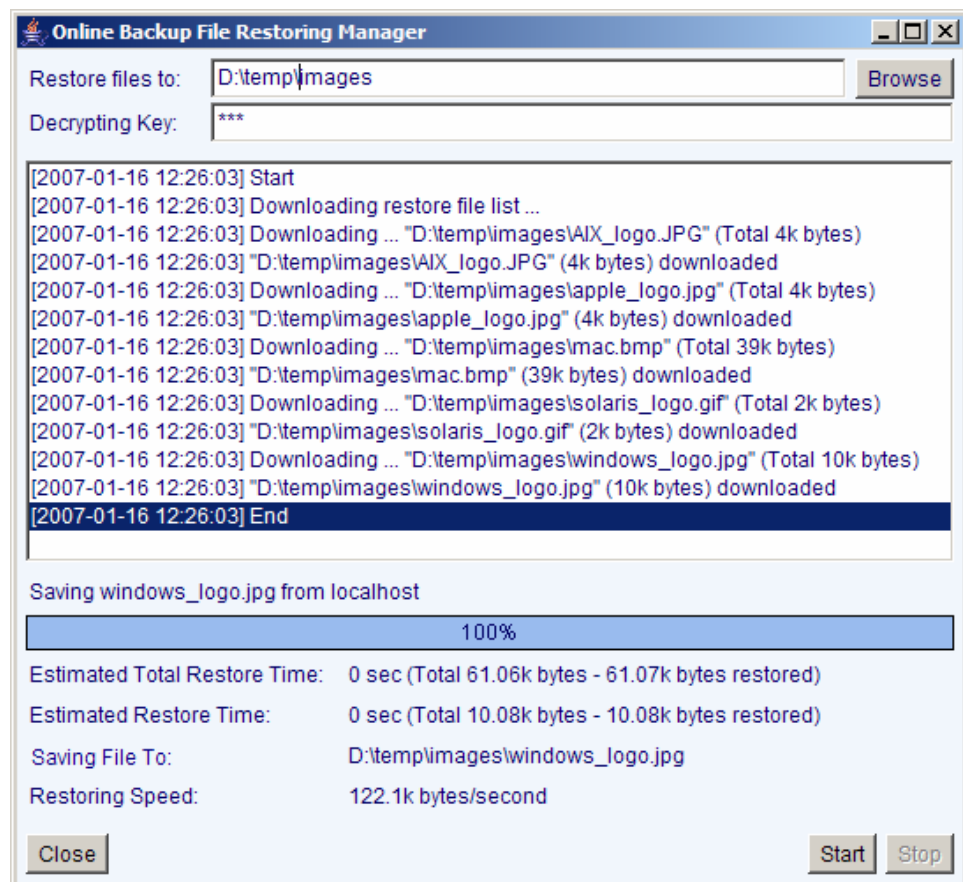 Online Backup File Restoring Manager
Restore files to: D:\temp\images Browse
Decrypting Key: ***
[2007-01-16 12:26:03] Start
[2007-01-16 12:26:03] Downloading restore file list ...
[2007-01-16 12:26:03] Downloading ... "D:\temp\images\AIX_logo.JPG" (Total 4k bytes)
[2007-01-16 12:26:03] "D:\temp\images\AIX_logo.JPG" (4k bytes) downloaded
[2007-01-16 12:26:03] Downloading ... "D:\temp\images\apple_logo.jpg" (Total 4k bytes)
[2007-01-16 12:26:03] "D:\temp\images\apple_logo.jpg" (4k bytes) downloaded
[2007-01-16 12:26:03] Downloading ... "D:\temp\images\mac.bmp" (Total 39k bytes)
[2007-01-16 12:26:03] "D:\temp\images\mac.bmp" (39k bytes) downloaded
[2007-01-16 12:26:03] Downloading ... "D:\temp\images\solaris_logo.gif" (Total 2k bytes)
[2007-01-16 12:26:03] "D:\temp\images\solaris_logo.gif" (2k bytes) downloaded
[2007-01-16 12:26:03] Downloading ... "D:\temp\images\windows_logo.jpg" (Total 10k bytes)
[2007-01-16 12:26:03] "D:\temp\images\windows_logo.jpg" (10k bytes) downloaded
[2007-01-16 12:26:03] End
Saving windows_logo.jpg from localhost
100%
Estimated Total Restore Time: 0 sec (Total 61.06k bytes - 61.07k bytes restored)
Estimated Restore Time: 0 sec (Total 10.08k bytes - 10.08k bytes restored)
Saving File To: D:\temp\images\windows_logo.jpg
Restoring Speed: 122.1k bytes/second
Close Start Stop